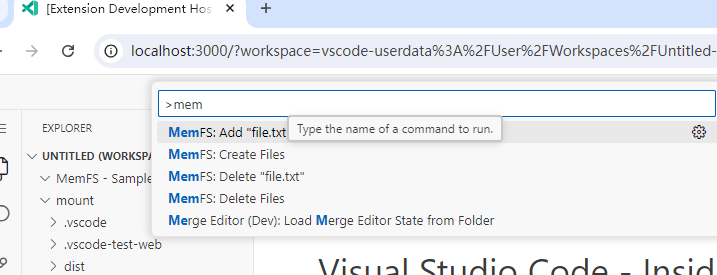 [Extension Development Hos
localhost:3000/?workspace=vscode-userdata%3A%2FUser%2FWorkspaces%2FUntitled-
>mem
EXPLORER
MemFS: Add "file.txt
Type the name of a command to run.
UNTITLED (WORKSPA
MemFS: Create Files
MemFS - Sample
MemFS: Delete "file.txt"
mount
MemFS: Delete Files
.vscode
Merge Editor (Dev): Load Merge Editor State from Folder
.vscode-test-web
dist
Visual Studio Code - Insid